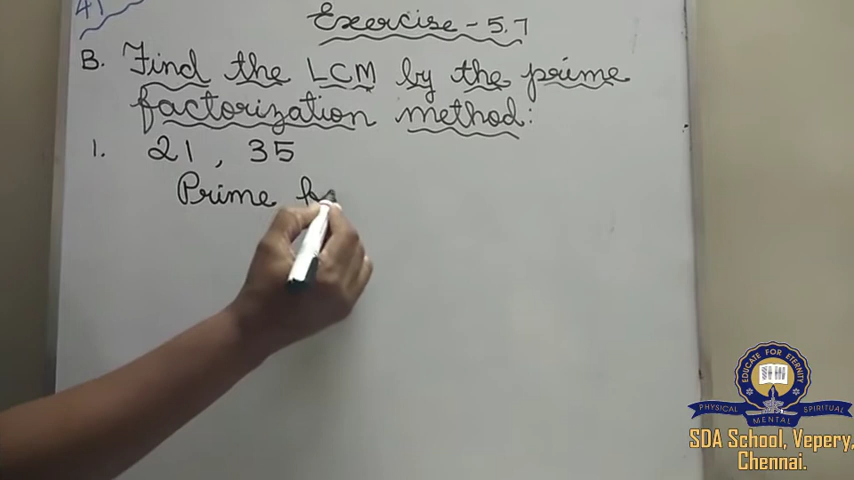 41
Exercise - 5.7
B. Find the LCM by the prime
factorization method:
1. 21, 35
Prime
EDUCATE FOR ETERNITY
PHYSICAL MENTAL SPIRITUAL
SDA School, Vepery,
Chennai.